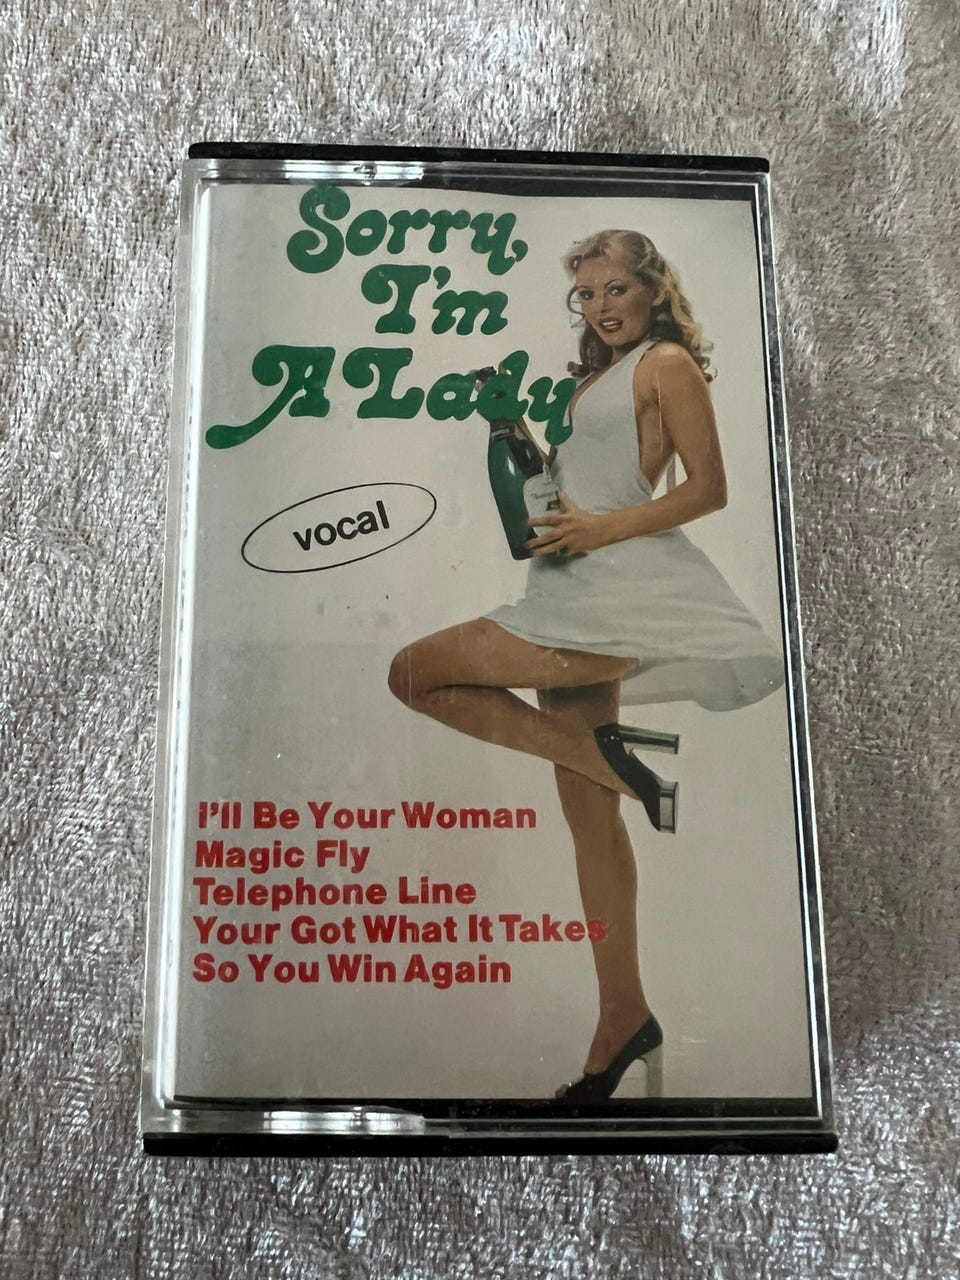 Sorry,
I'm
A Lady
vocal
I'll Be Your Woman
Magic Fly
Telephone Line
Your Got What It Takes
So You Win Again